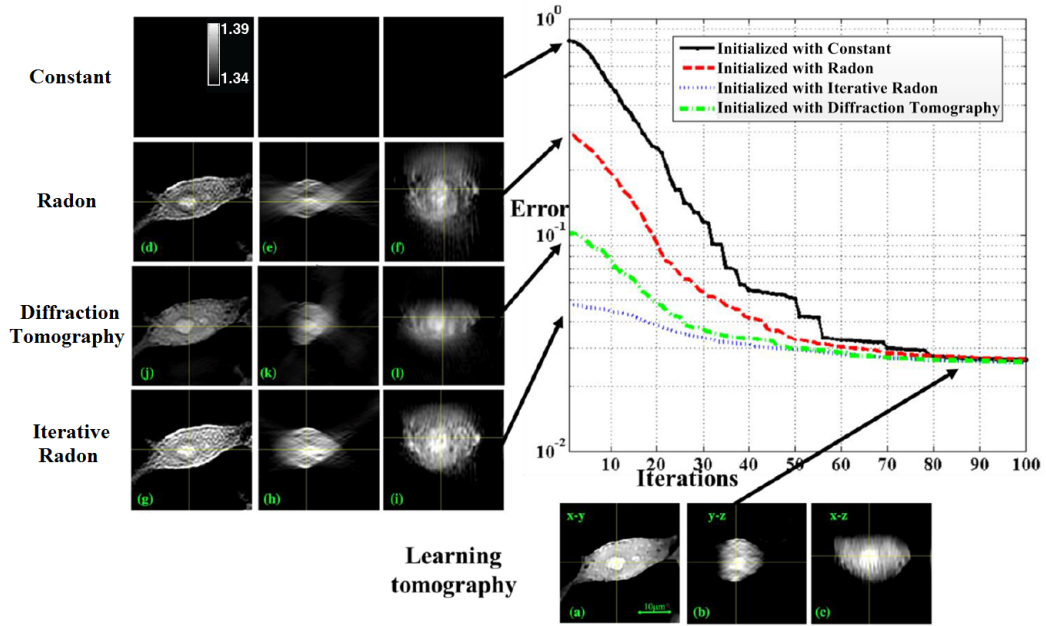 Constant
1.39
1.34
Radon
(d)
(e)
(f)
Diffraction
Tomography
(j)
(k)
(l)
Iterative
Radon
(g)
(h)
(i)
10⁰
10⁻¹
10⁻²
Error
Initialized with Constant
Initialized with Radon
Initialized with Iterative Radon
Initialized with Diffraction Tomography
10 20 30 40 50 60 70 80 90 100
Iterations
Learning
tomography
x-y
10µm
(a)
y-z
(b)
x-z
(c)